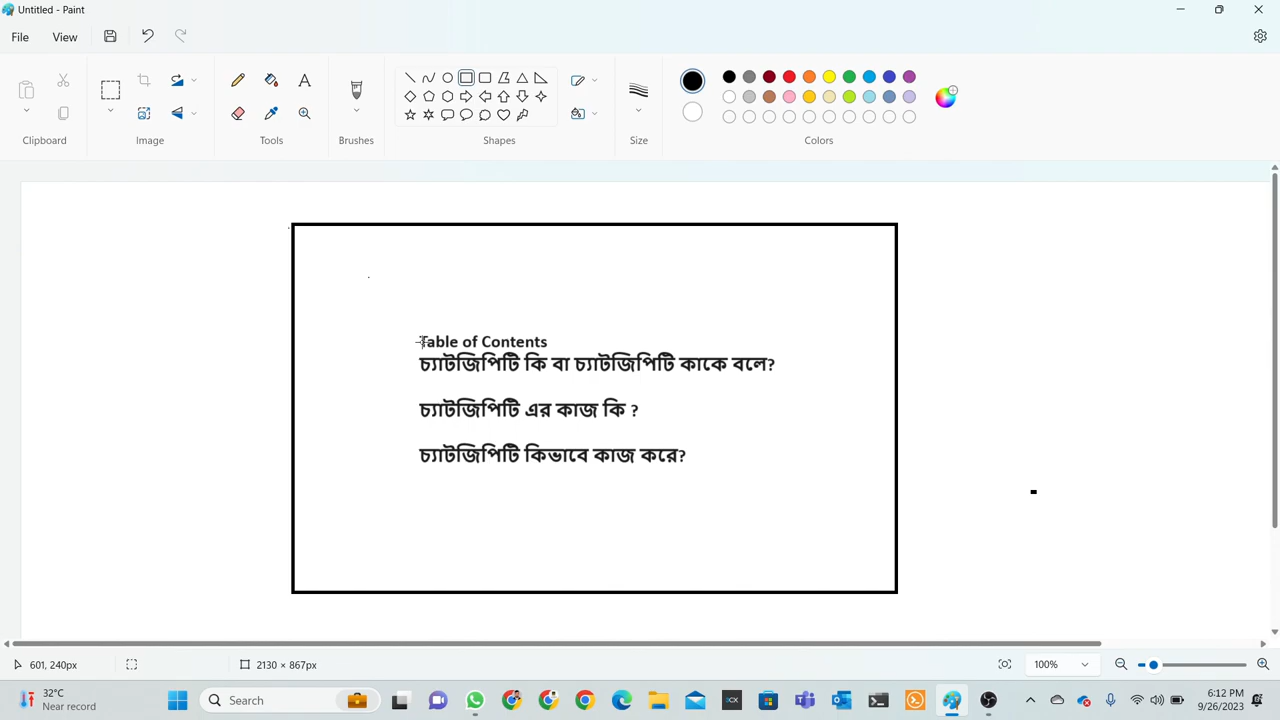 Untitled - Paint
File View
Clipboard Image Tools Brushes Shapes Size Colors
Table of Contents
চ্যাটজিপিটি কি বা চ্যাটজিপিটি কাকে বলে?
চ্যাটজিপিটি এর কাজ কি ?
চ্যাটজিপিটি কিভাবে কাজ করে?
601, 240px 2130 × 867px 100%
32°C
Near record
Search
6:12 PM
9/26/2023